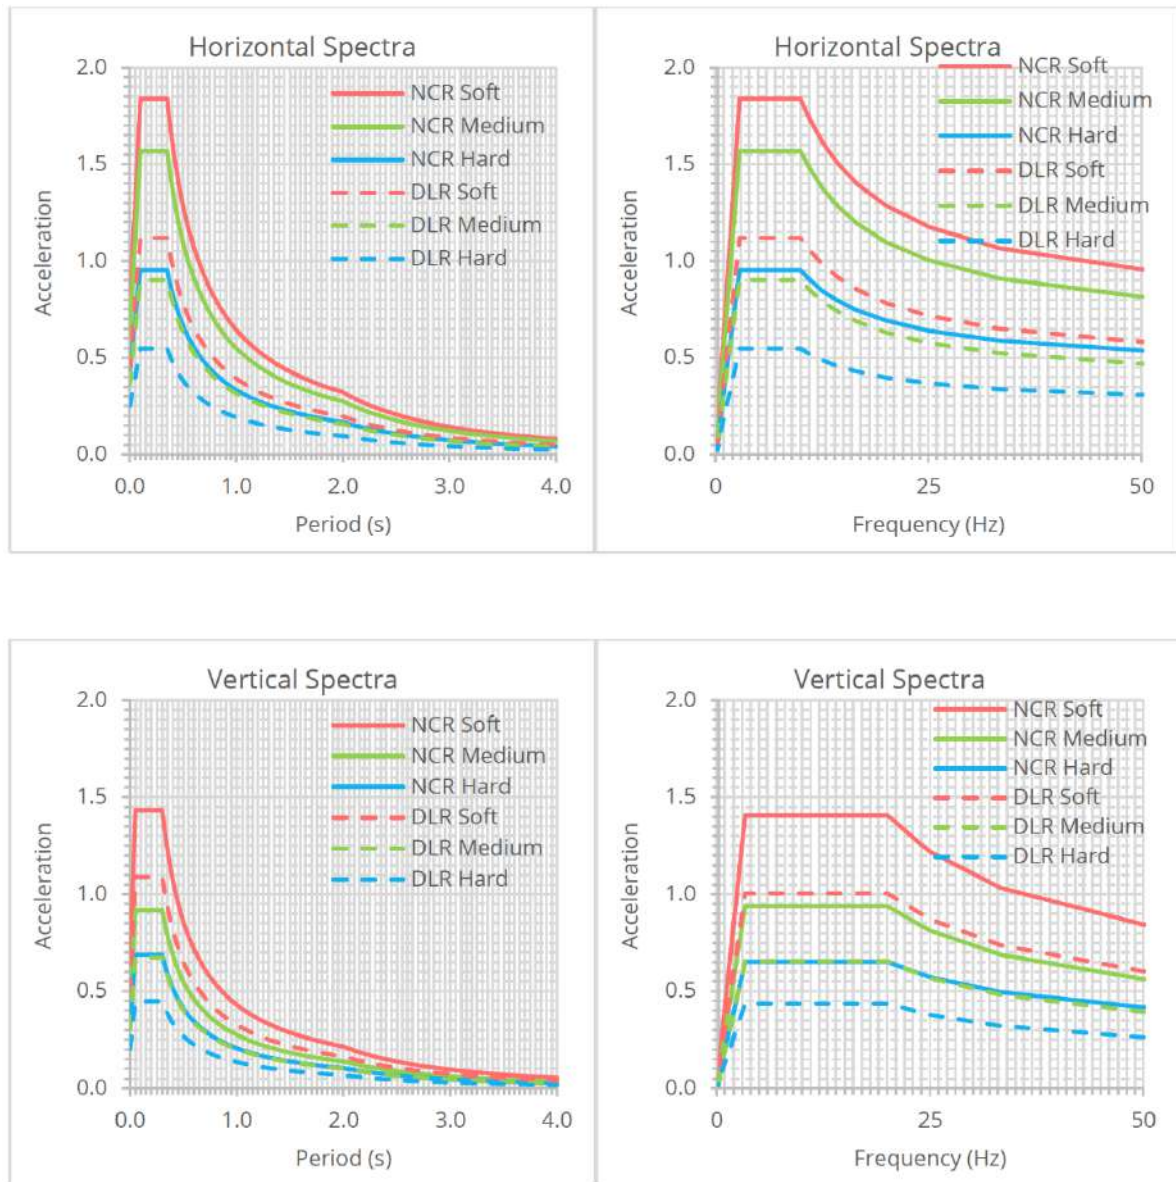 Horizontal Spectra
Acceleration
2.0
1.5
1.0
0.5
0.0
NCR Soft
NCR Medium
NCR Hard
DLR Soft
DLR Medium
DLR Hard
0.0 1.0 2.0 3.0 4.0
Period (s)
Horizontal Spectra
Acceleration
2.0
1.5
1.0
0.5
0.0
NCR Soft
NCR Medium
NCR Hard
DLR Soft
DLR Medium
DLR Hard
0 25 50
Frequency (Hz)
Vertical Spectra
Acceleration
2.0
1.5
1.0
0.5
0.0
NCR Soft
NCR Medium
NCR Hard
DLR Soft
DLR Medium
DLR Hard
0.0 1.0 2.0 3.0 4.0
Period (s)
Vertical Spectra
Acceleration
2.0
1.5
1.0
0.5
0.0
NCR Soft
NCR Medium
NCR Hard
DLR Soft
DLR Medium
DLR Hard
0 25 50
Frequency (Hz)